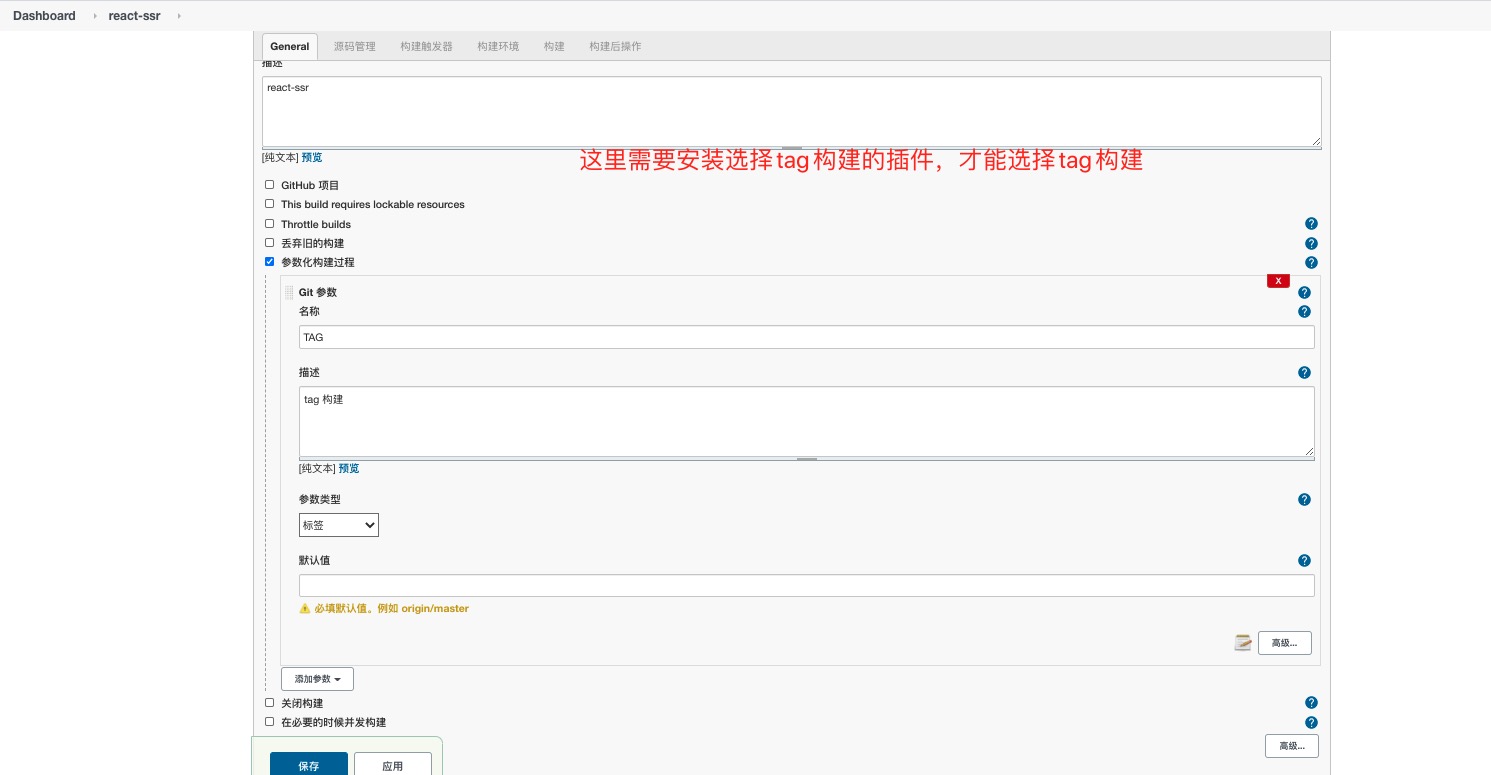 Dashboard react-ssr
General 源码管理 构建触发器 构建环境 构建 构建后操作
描述
react-ssr
[纯文本] 预览
这里需要安装选择tag构建的插件，才能选择tag构建
GitHub 项目
This build requires lockable resources
Throttle builds
丢弃旧的构建
参数化构建过程
X
Git 参数
名称
TAG
描述
tag 构建
[纯文本] 预览
参数类型
标签
默认值
必填默认值。例如 origin/master
高级...
添加参数
关闭构建
在必要的时候并发构建
高级...
保存 应用